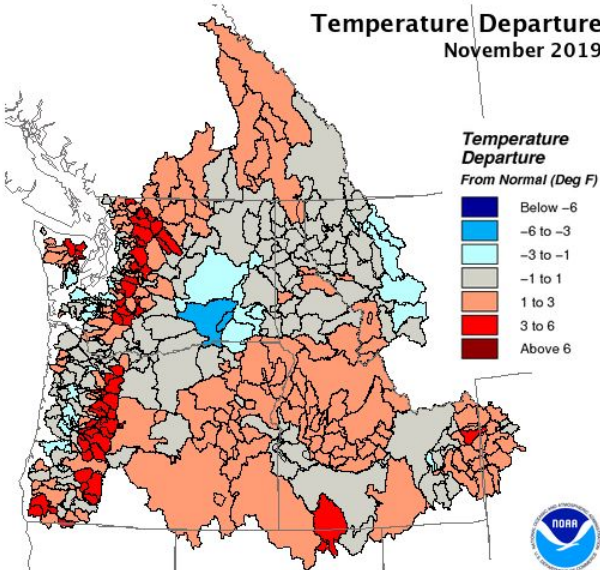 Temperature Departure
November 2019
Temperature
Departure
From Normal (Deg F)
Below −6
−6 to −3
−3 to −1
−1 to 1
1 to 3
3 to 6
Above 6
NOAA